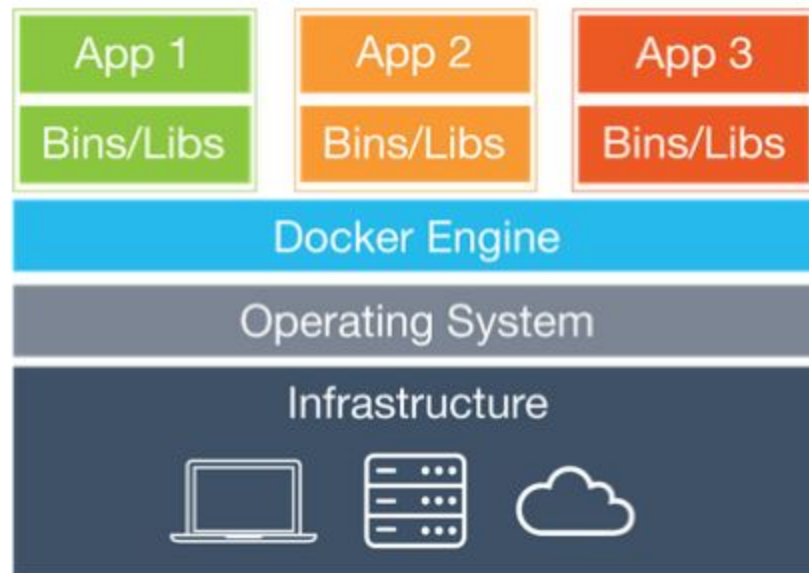 App 1
App 2
App 3
Bins/Libs
Bins/Libs
Bins/Libs
Docker Engine
Operating System
Infrastructure